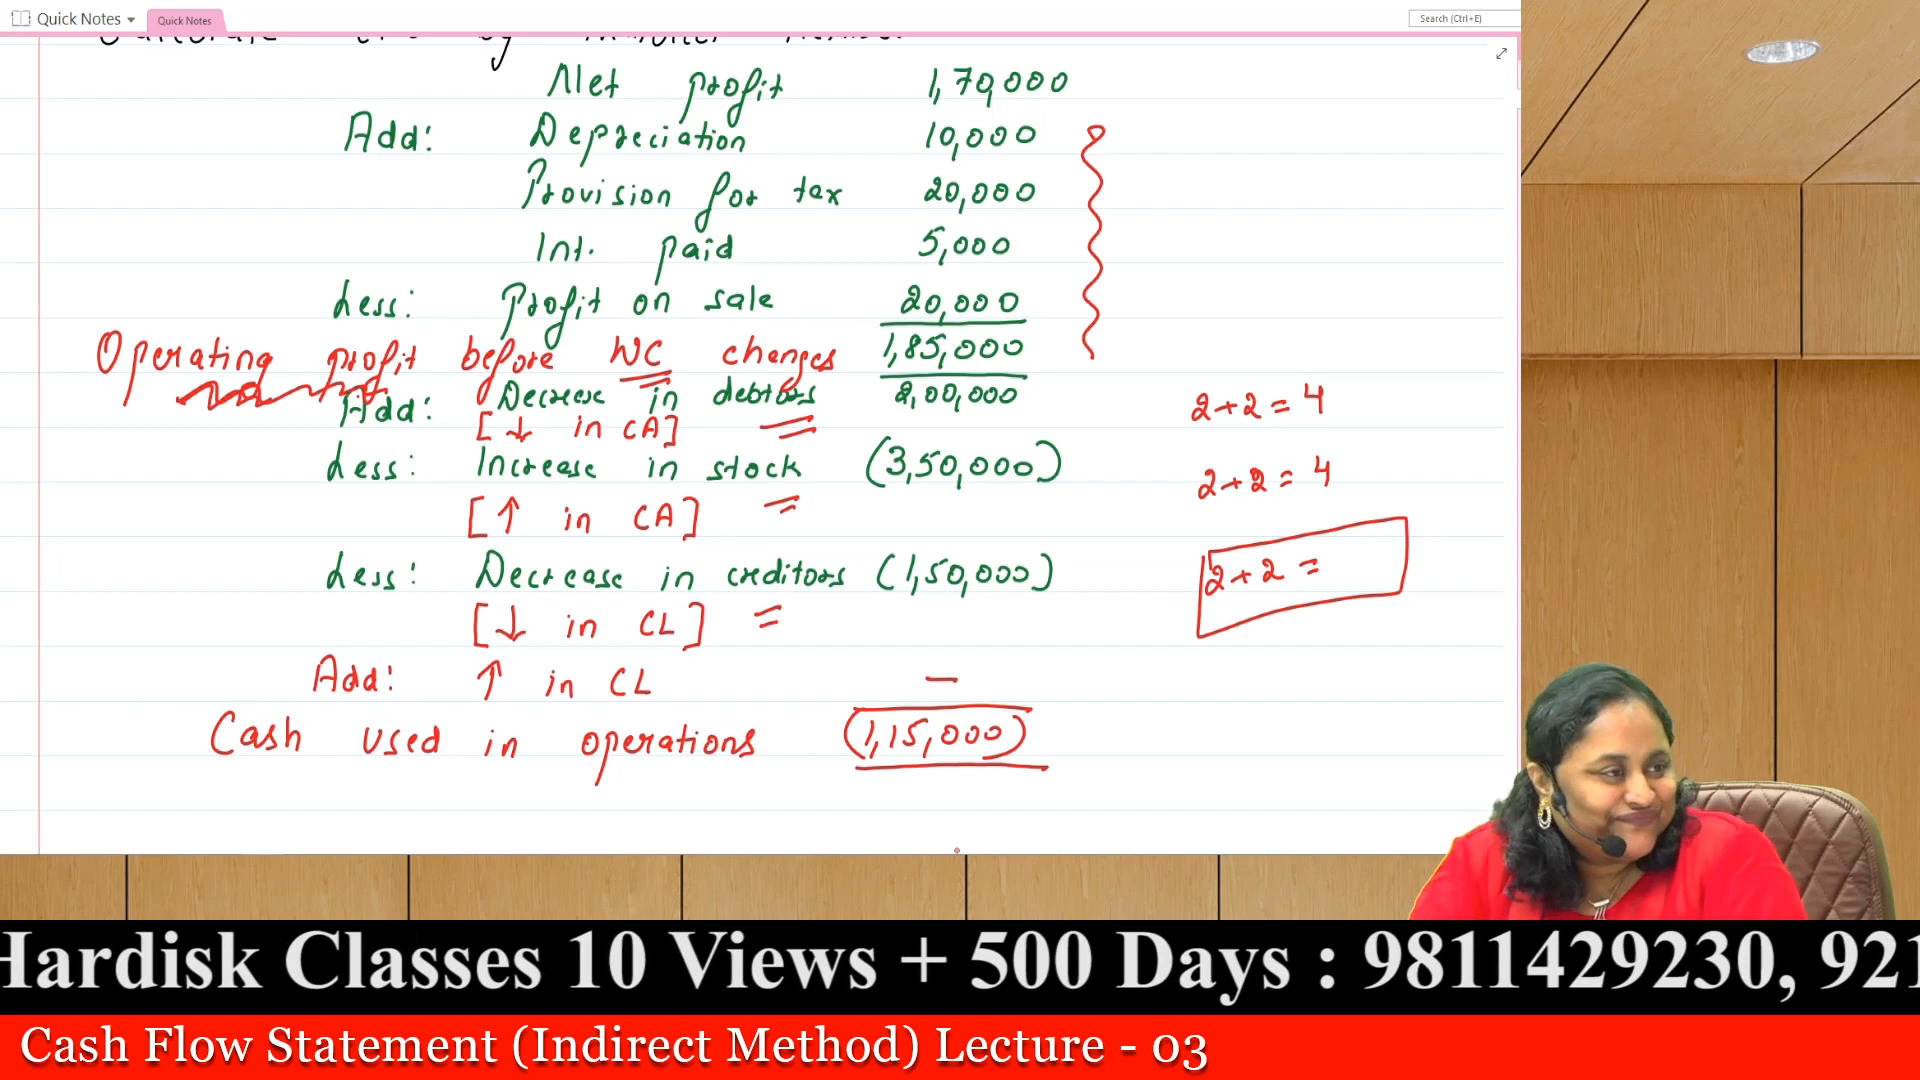 Quick Notes
Quick Notes
Search (Ctrl+E)
by
Net profit 1,70,000
Add: Depreciation 10,000
Provision for tax 20,000
Int. paid 5,000
Less: Profit on sale 20,000
Operating profit before WC changes 1,85,000
Add: Decrease in debtors 2,00,000
[↓ in CA]
Less: Increase in stock (3,50,000)
[↑ in CA]
Less: Decrease in creditors (1,50,000)
[↓ in CL]
Add: ↑ in CL —
Cash used in operations (1,15,000)
2+2=4
2+2=4
2+2=
Hardisk Classes 10 Views + 500 Days : 9811429230, 921
Cash Flow Statement (Indirect Method) Lecture - 03